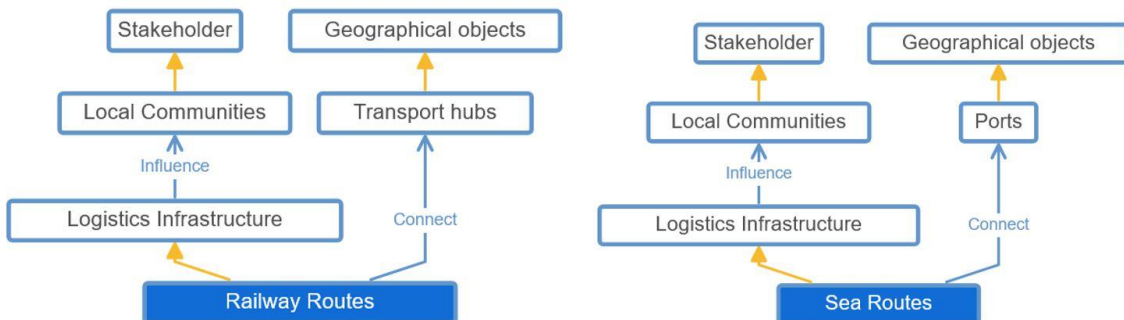 Stakeholder
Geographical objects
Local Communities
Transport hubs
Influence
Logistics Infrastructure
Connect
Railway Routes
Stakeholder
Geographical objects
Local Communities
Ports
Influence
Logistics Infrastructure
Connect
Sea Routes